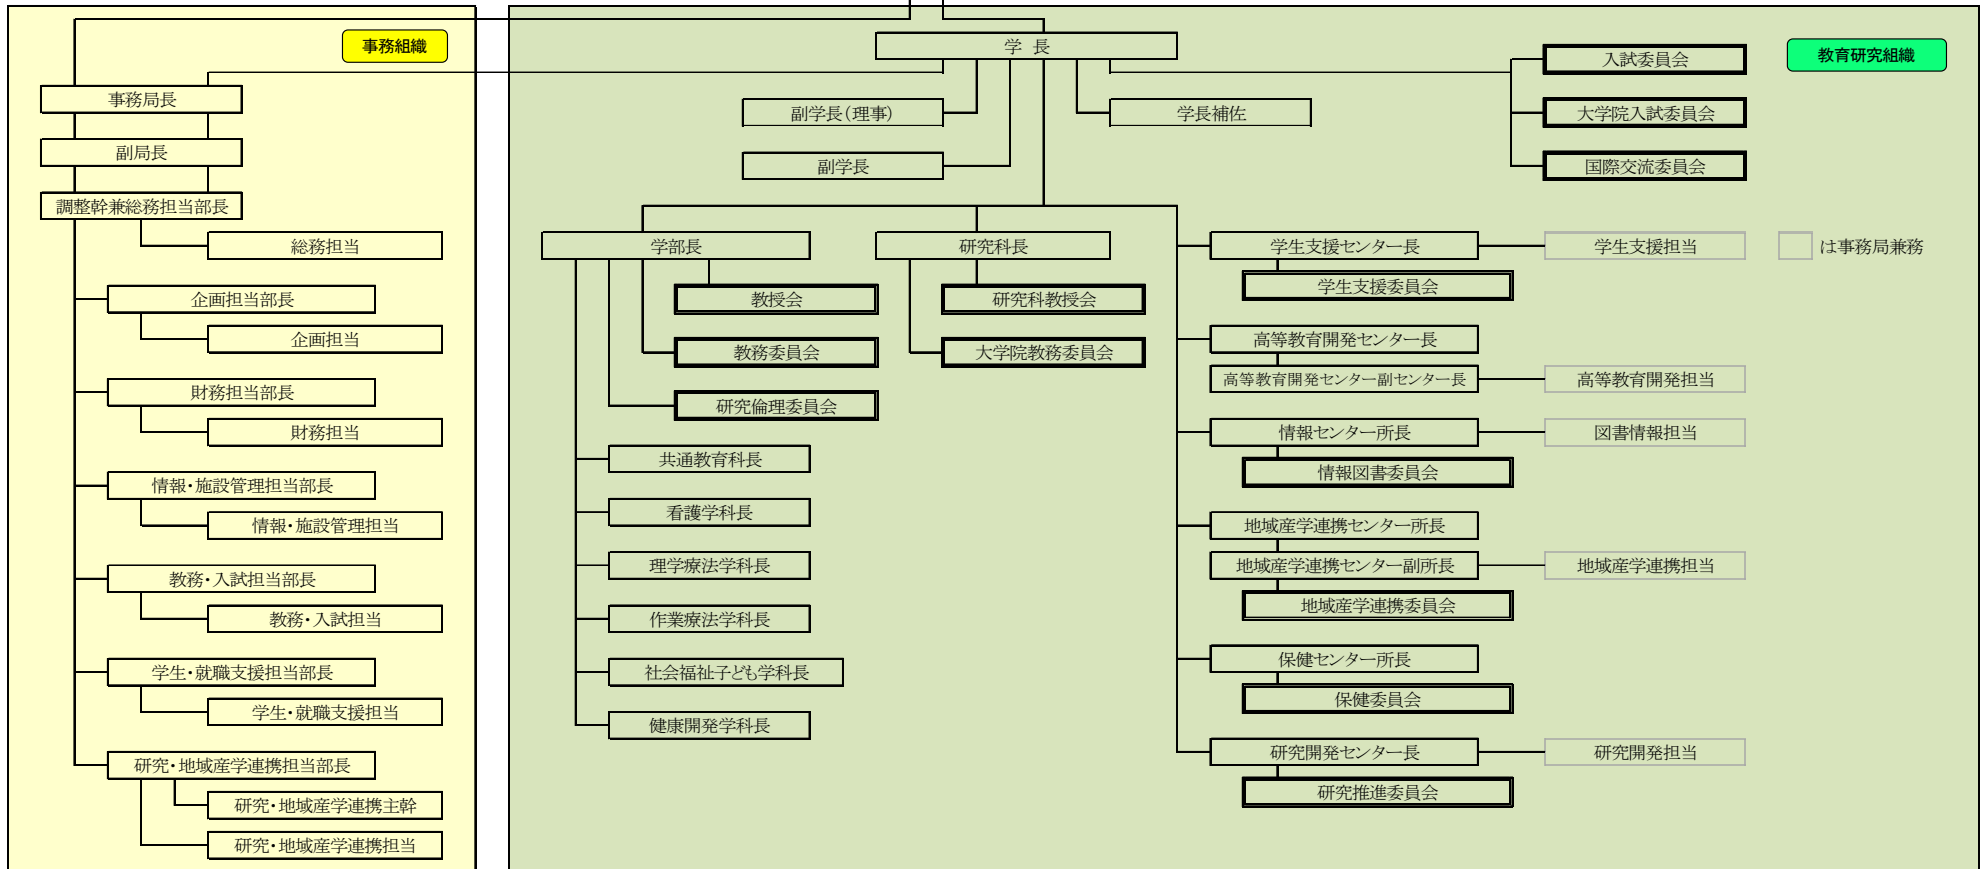 事務組織
事務局長
副局長
調整幹兼総務担当部長
総務担当
企画担当部長
企画担当
財務担当部長
財務担当
情報・施設管理担当部長
情報・施設管理担当
教務・入試担当部長
教務・入試担当
学生・就職支援担当部長
学生・就職支援担当
研究・地域産学連携担当部長
研究・地域産学連携主幹
研究・地域産学連携担当
教育研究組織
学 長
副学長(理事)
副学長
学長補佐
入試委員会
大学院入試委員会
国際交流委員会
学部長
教授会
教務委員会
研究倫理委員会
共通教育科長
看護学科長
理学療法学科長
作業療法学科長
社会福祉子ども学科長
健康開発学科長
研究科長
研究科教授会
大学院教務委員会
学生支援センター長
学生支援担当
学生支援委員会
高等教育開発センター長
高等教育開発センター副センター長
高等教育開発担当
情報センター所長
図書情報担当
情報図書委員会
地域産学連携センター所長
地域産学連携センター副所長
地域産学連携担当
地域産学連携委員会
保健センター所長
保健委員会
研究開発センター長
研究開発担当
研究推進委員会
は事務局兼務